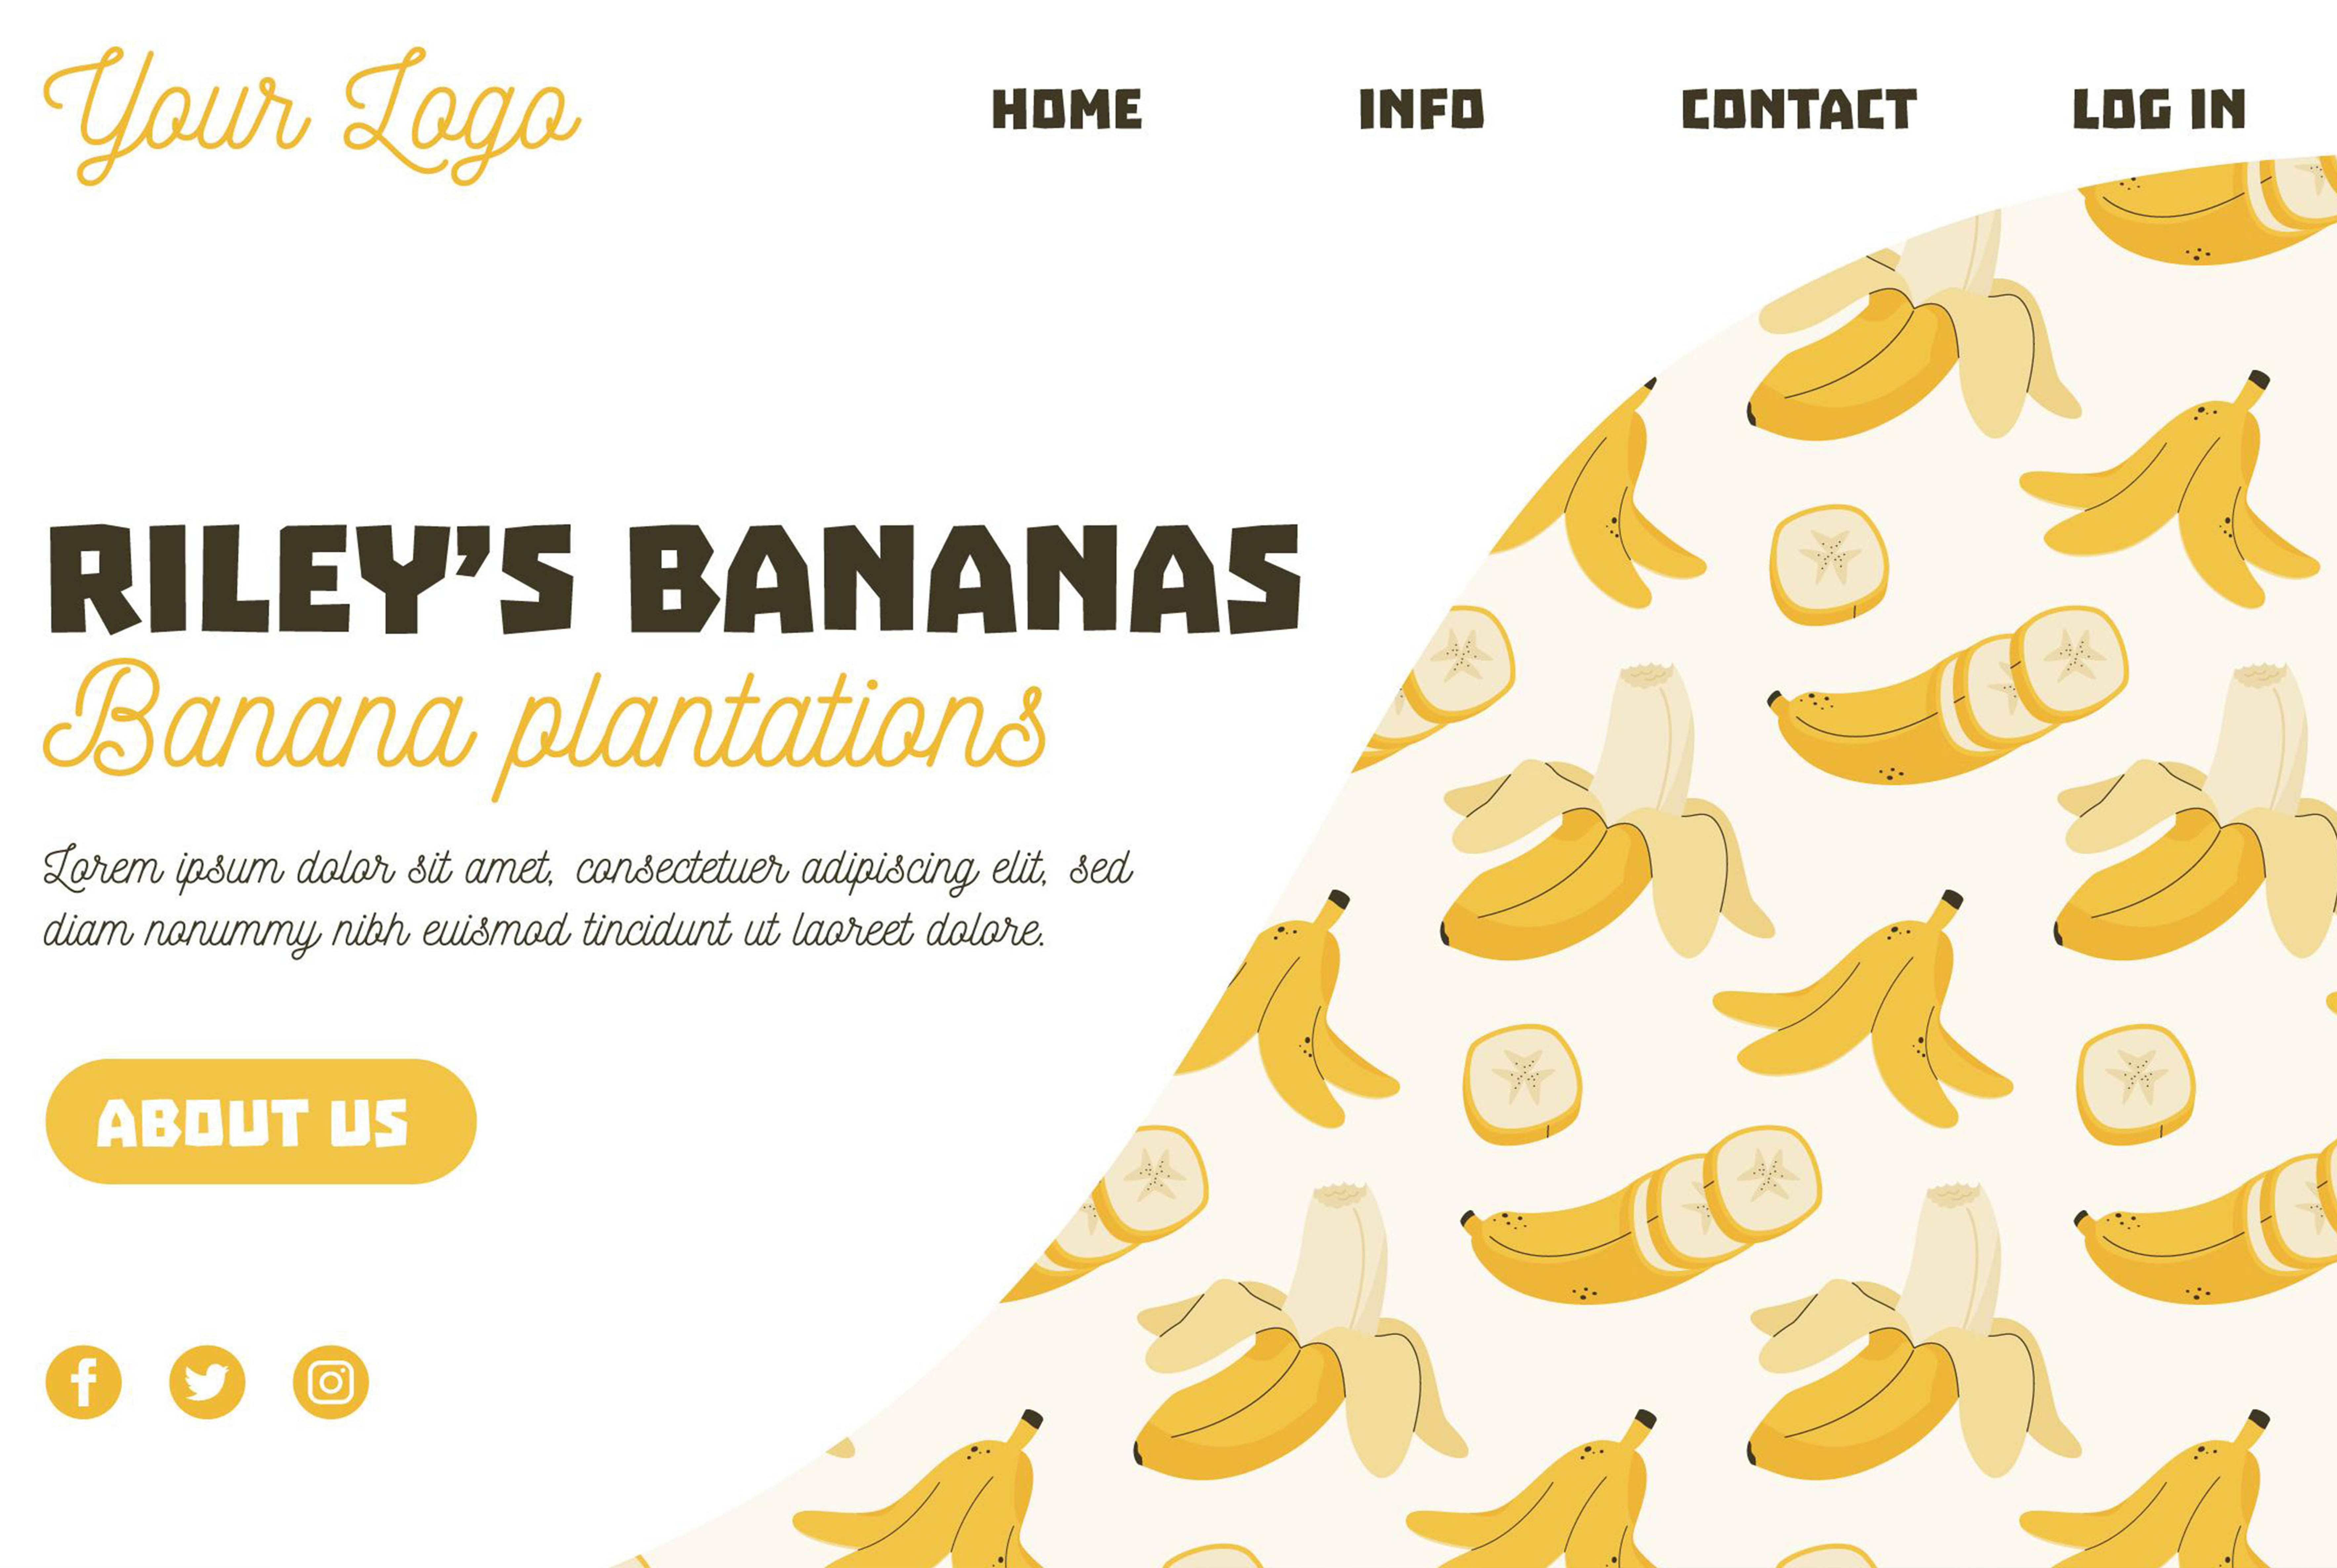 Your Logo
HOME
INFO
CONTACT
LOG IN
RILEY’S BANANAS
Banana plantations
Lorem ipsum dolor sit amet, consectetuer adipiscing elit, sed
diam nonummy nibh euismod tincidunt ut laoreet dolore.
ABOUT US